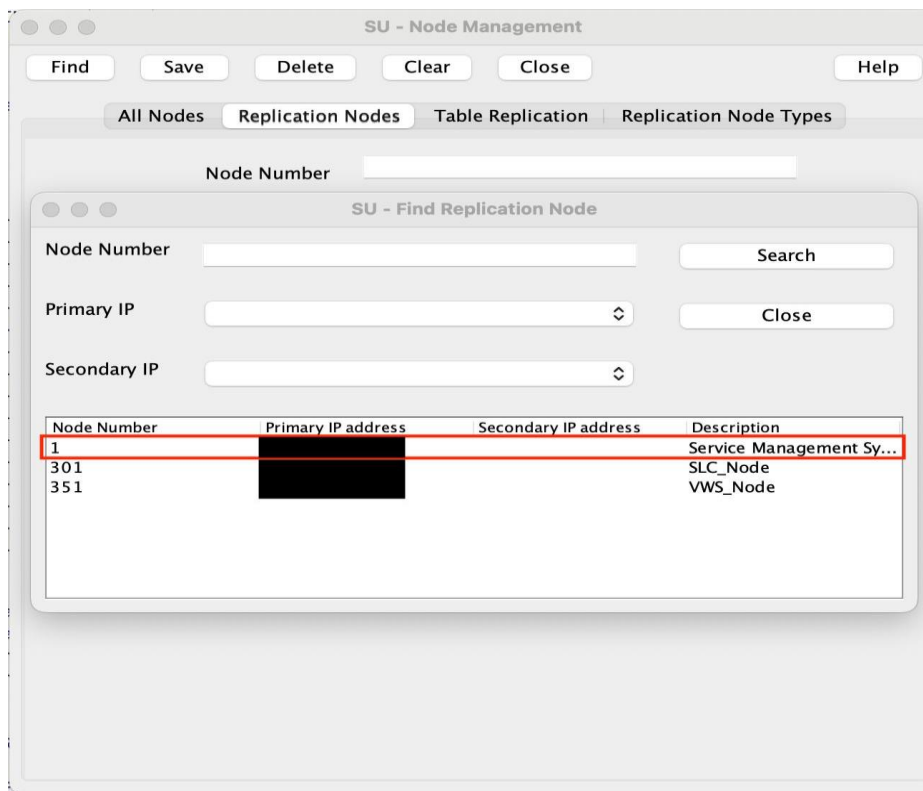 SU - Node Management
Find Save Delete Clear Close Help
All Nodes Replication Nodes Table Replication Replication Node Types
Node Number
SU - Find Replication Node
Node Number Search
Primary IP Close
Secondary IP
Node Number Primary IP address Secondary IP address Description
1 Service Management Sy...
301 SLC_Node
351 VWS_Node